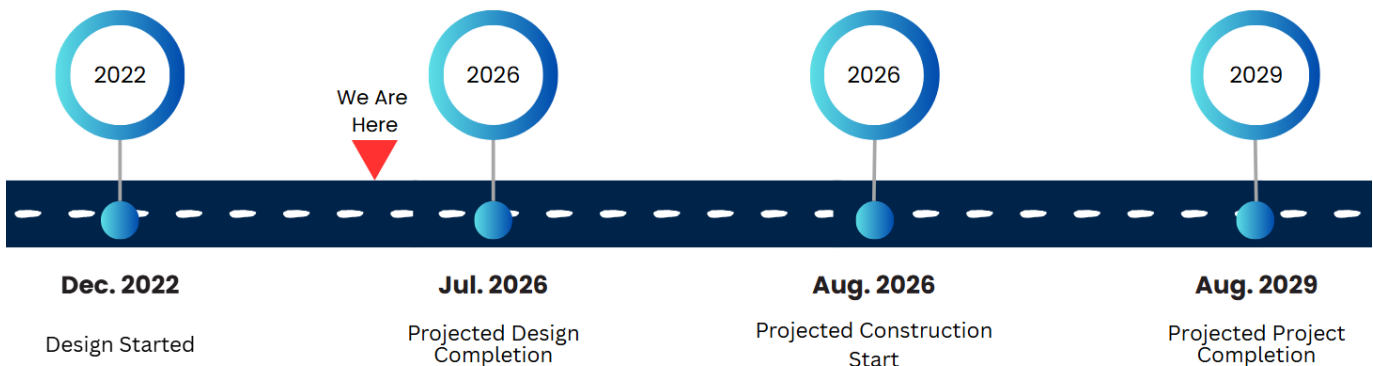 2022
2026
2026
2029
We Are
Here
Dec. 2022
Jul. 2026
Aug. 2026
Aug. 2029
Design Started
Projected Design
Completion
Projected Construction
Start
Projected Project
Completion